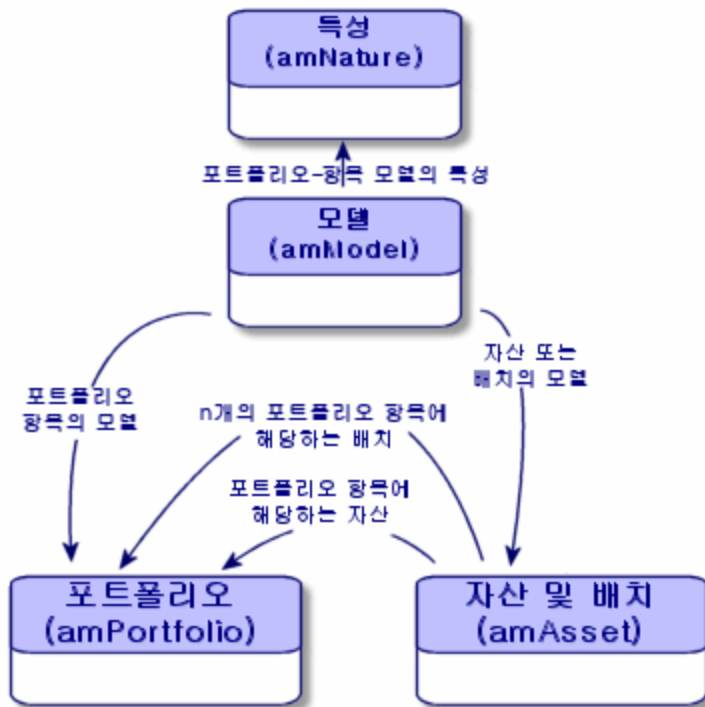 특성
(amNature)
포트폴리오-항목 모델의 특성
모델
(amModel)
자산 또는
배치의 모델
포트폴리오
항목의 모델
n개의 포트폴리오 항목에
해당하는 배치
포트폴리오 항목에
해당하는 자산
포트폴리오
(amPortfolio)
자산 및 배치
(amAsset)